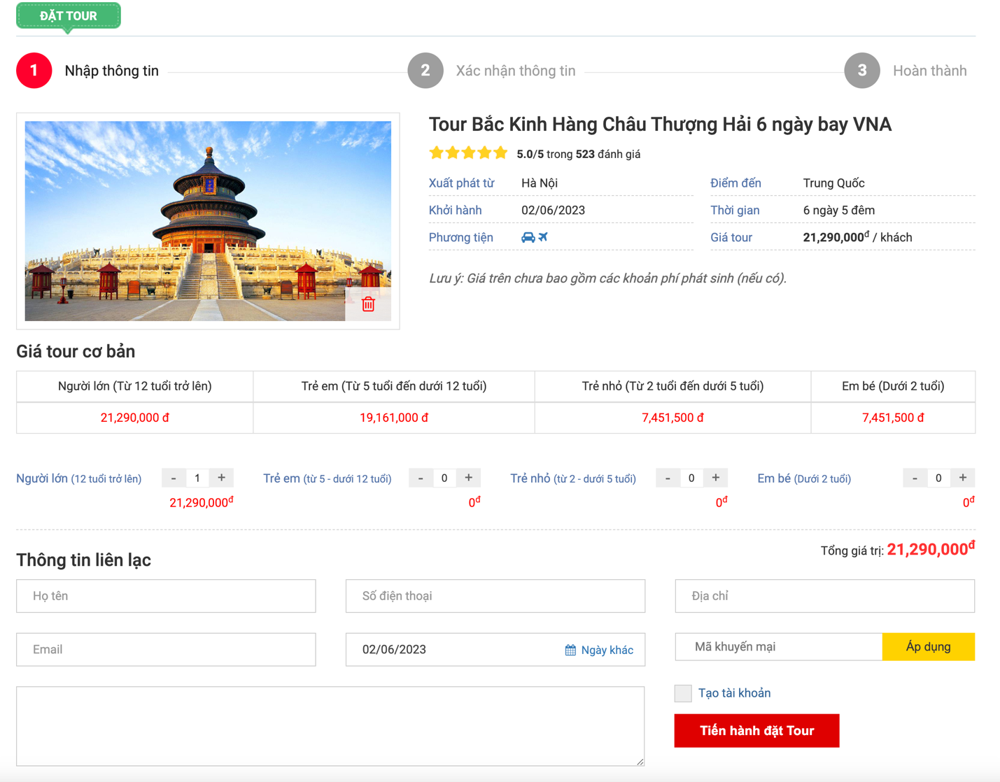 ĐẶT TOUR
1 Nhập thông tin 2 Xác nhận thông tin 3 Hoàn thành
Tour Bắc Kinh Hàng Châu Thượng Hải 6 ngày bay VNA
5.0/5 trong 523 đánh giá
Xuất phát từ Hà Nội Điểm đến Trung Quốc
Khởi hành 02/06/2023 Thời gian 6 ngày 5 đêm
Phương tiện Giá tour 21,290,000đ / khách
Lưu ý: Giá trên chưa bao gồm các khoản phí phát sinh (nếu có).
Giá tour cơ bản
Người lớn (Từ 12 tuổi trở lên) Trẻ em (Từ 5 tuổi đến dưới 12 tuổi) Trẻ nhỏ (Từ 2 tuổi đến dưới 5 tuổi) Em bé (Dưới 2 tuổi)
21,290,000 đ 19,161,000 đ 7,451,500 đ 7,451,500 đ
Người lớn (12 tuổi trở lên) - 1 + Trẻ em (từ 5 - dưới 12 tuổi) - 0 + Trẻ nhỏ (từ 2 - dưới 5 tuổi) - 0 + Em bé (Dưới 2 tuổi) - 0 +
21,290,000đ 0đ 0đ 0đ
Tổng giá trị: 21,290,000đ
Thông tin liên lạc
Họ tên Số điện thoại Địa chỉ
Email 02/06/2023 Ngày khác Mã khuyến mại Áp dụng
Tạo tài khoản
Tiến hành đặt Tour